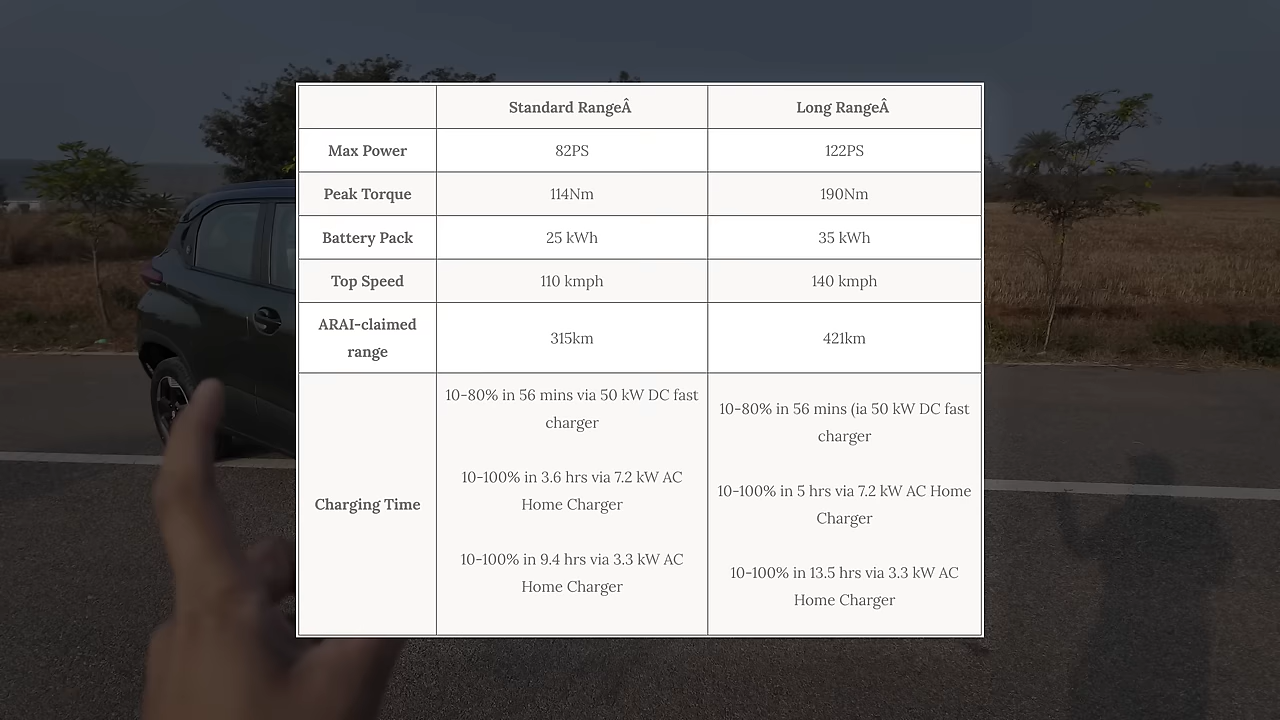 Standard RangeÂ
Long RangeÂ
Max Power
82PS
122PS
Peak Torque
114Nm
190Nm
Battery Pack
25 kWh
35 kWh
Top Speed
110 kmph
140 kmph
ARAI-claimed
range
315km
421km
Charging Time
10-80% in 56 mins via 50 kW DC fast
charger
10-100% in 3.6 hrs via 7.2 kW AC
Home Charger
10-100% in 9.4 hrs via 3.3 kW AC
Home Charger
10-80% in 56 mins (ia 50 kW DC fast
charger
10-100% in 5 hrs via 7.2 kW AC Home
Charger
10-100% in 13.5 hrs via 3.3 kW AC
Home Charger